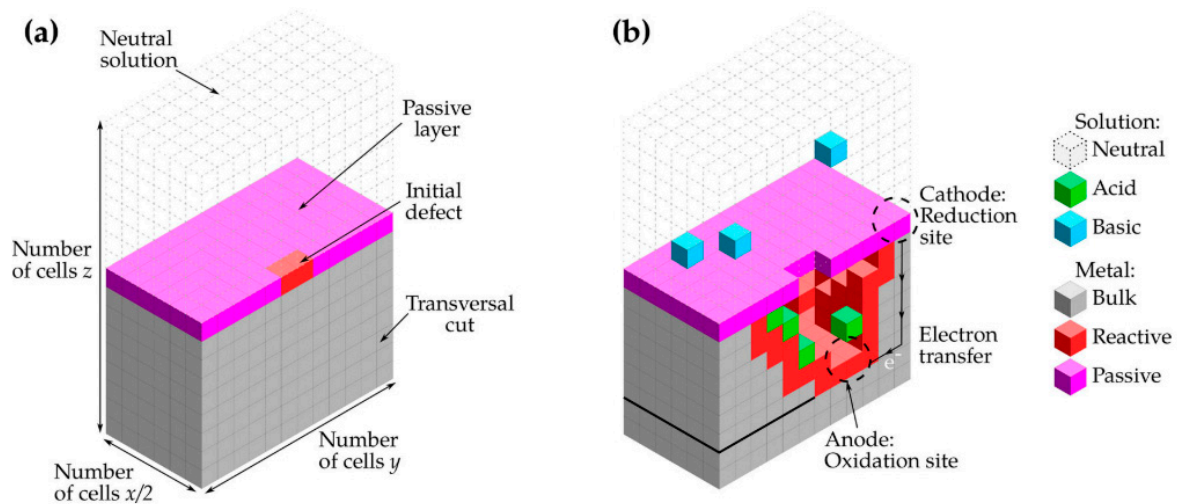 (a)
Neutral
solution
Passive
layer
Initial
defect
Number
of cells z
Transversal
cut
Number
of cells x/2
Number
of cells y
(b)
Cathode:
Reduction
site
Electron
transfer
e-
Anode:
Oxidation site
Solution:
Neutral
Acid
Basic
Metal:
Bulk
Reactive
Passive